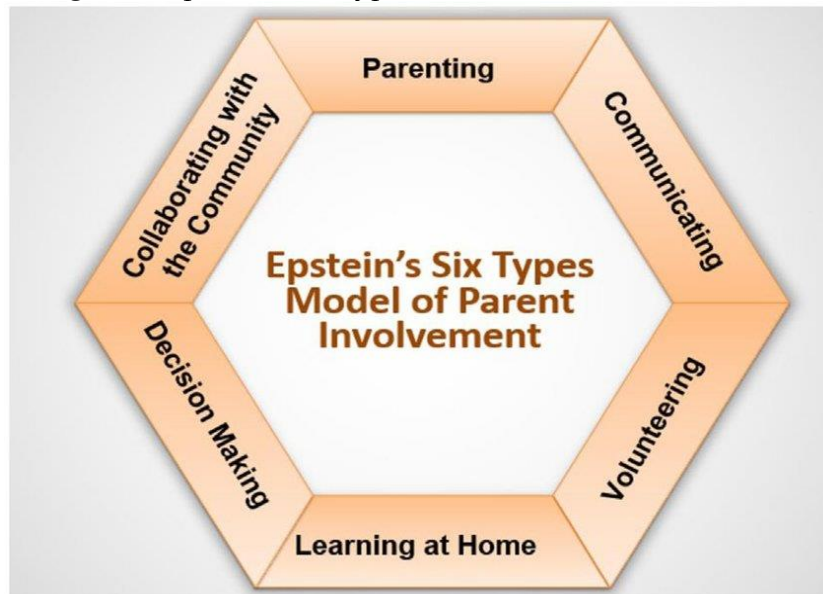 Parenting
Communicating
Volunteering
Learning at Home
Decision Making
Collaborating with
the Community
Epstein's Six Types
Model of Parent
Involvement